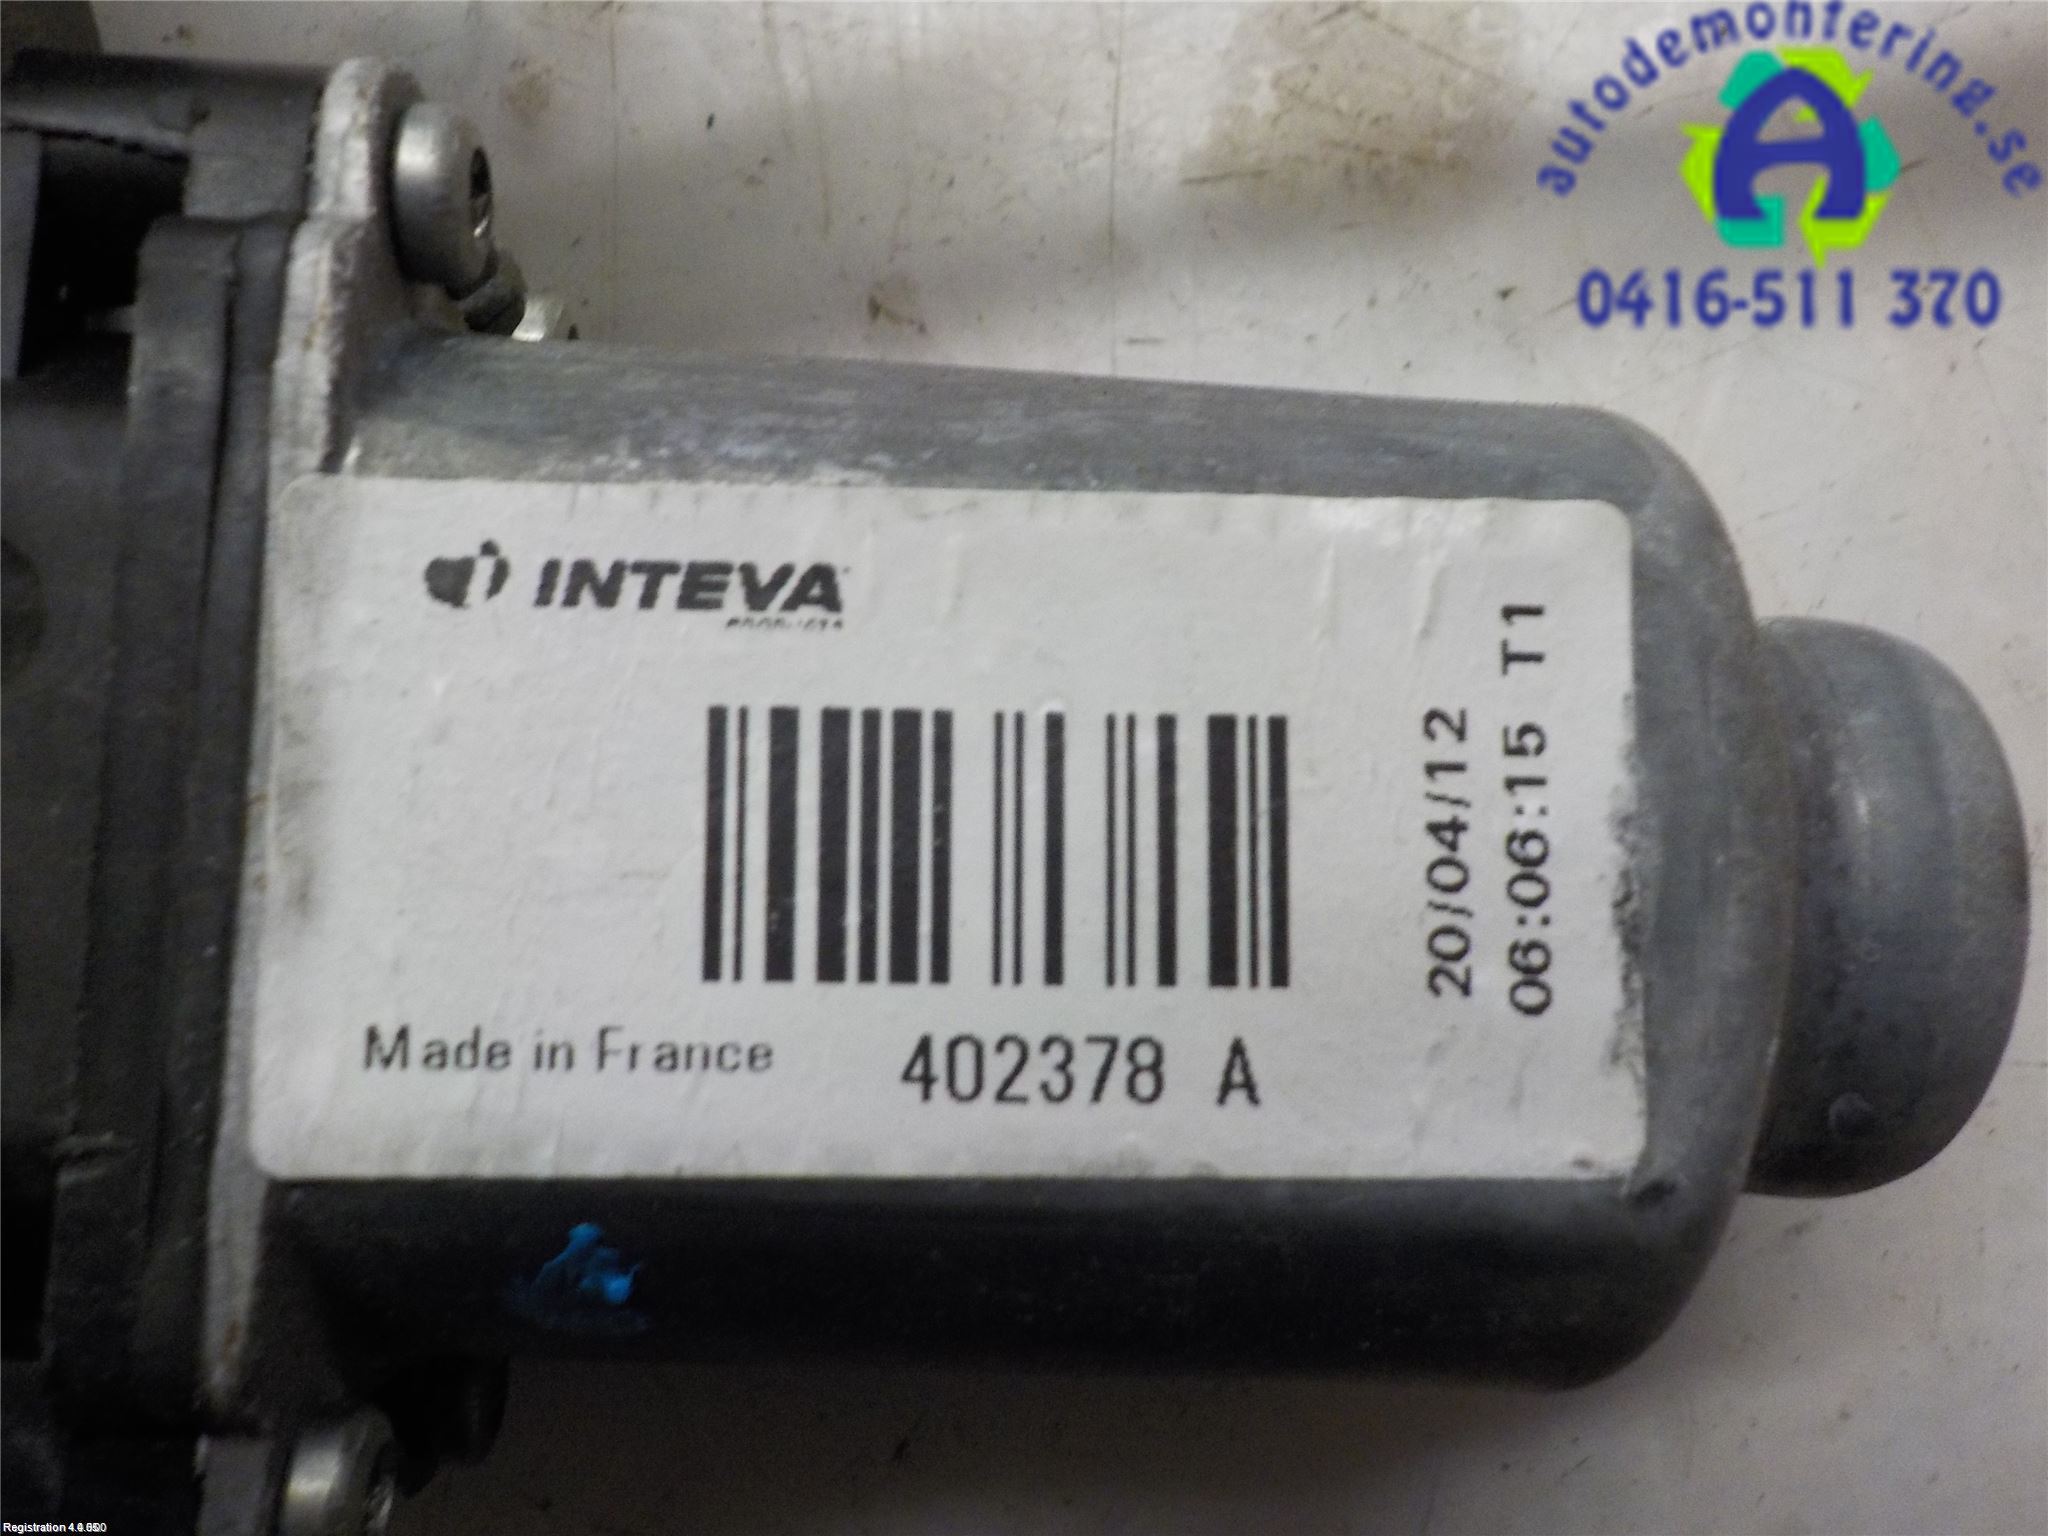 autodemontering.se
A
0416-511 370
INTEVA
Made in France
402378 A
20/04/12
06:06:15 T1